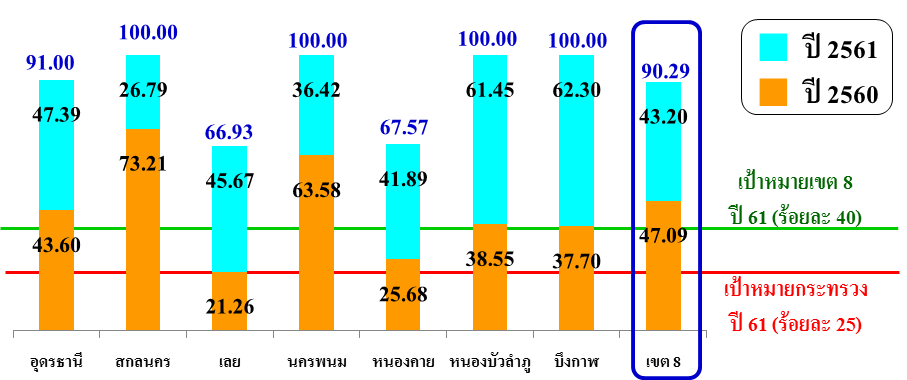 91.00
100.00
66.93
100.00
67.57
100.00
100.00
90.29
47.39
26.79
45.67
36.42
41.89
61.45
62.30
43.20
43.60
73.21
21.26
63.58
25.68
38.55
37.70
47.09
ปี 2561
ปี 2560
เป้าหมายเขต 8
ปี 61 (ร้อยละ 40)
เป้าหมายกระทรวง
ปี 61 (ร้อยละ 25)
อุดรธานี
สกลนคร
เลย
นครพนม
หนองคาย
หนองบัวลำภู
บึงกาฬ
เขต 8